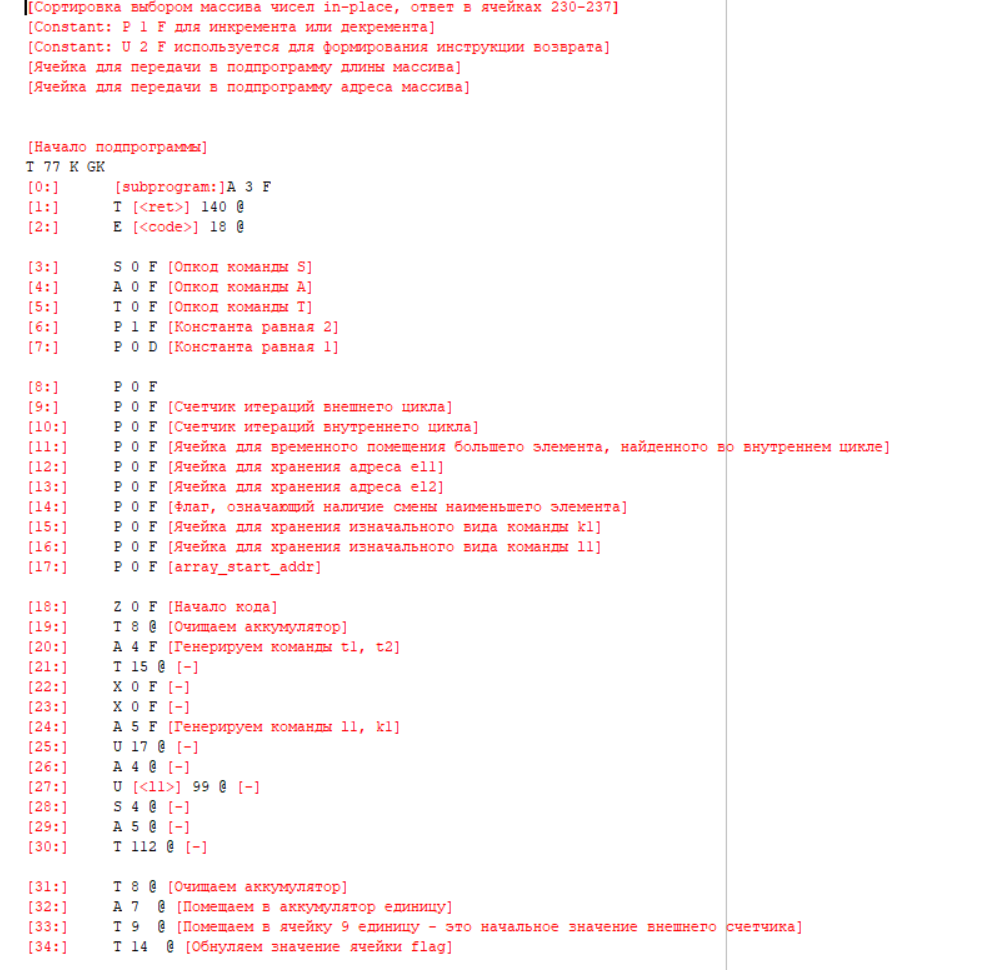 [Сортировка выбором массива чисел in-place, ответ в ячейках 230-237]
[Constant: P 1 F для инкремента или декремента]
[Constant: U 2 F используется для формирования инструкции возврата]
[Ячейка для передачи в подпрограмму длины массива]
[Ячейка для передачи в подпрограмму адреса массива]
[Начало подпрограммы]
T 77 K GK
[0:] [subprogram:]A 3 F
[1:] T [<ret>] 140 @
[2:] E [<code>] 18 @
[3:] S 0 F [Опкод команды S]
[4:] A 0 F [Опкод команды A]
[5:] T 0 F [Опкод команды T]
[6:] P 1 F [Константа равная 2]
[7:] P 0 D [Константа равная 1]
[8:] P 0 F
[9:] P 0 F [Счетчик итераций внешнего цикла]
[10:] P 0 F [Счетчик итераций внутреннего цикла]
[11:] P 0 F [Ячейка для временного помещения большего элемента, найденного во внутреннем цикле]
[12:] P 0 F [Ячейка для хранения адреса el1]
[13:] P 0 F [Ячейка для хранения адреса el2]
[14:] P 0 F [Флаг, означающий наличие смены наименьшего элемента]
[15:] P 0 F [Ячейка для хранения изначального вида команды k1]
[16:] P 0 F [Ячейка для хранения изначального вида команды l1]
[17:] P 0 F [array_start_addr]
[18:] Z 0 F [Начало кода]
[19:] T 8 @ [Очищаем аккумулятор]
[20:] A 4 F [Генерируем команды t1, t2]
[21:] T 15 @ [-]
[22:] X 0 F [-]
[23:] X 0 F [-]
[24:] A 5 F [Генерируем команды l1, k1]
[25:] U 17 @ [-]
[26:] A 4 @ [-]
[27:] U [<l1>] 99 @ [-]
[28:] S 4 @ [-]
[29:] A 5 @ [-]
[30:] T 112 @ [-]
[31:] T 8 @ [Очищаем аккумулятор]
[32:] A 7 @ [Помещаем в аккумулятор единицу]
[33:] T 9 @ [Помещаем в ячейку 9 единицу - это начальное значение внешнего счетчика]
[34:] T 14 @ [Обнуляем значение ячейки flag]